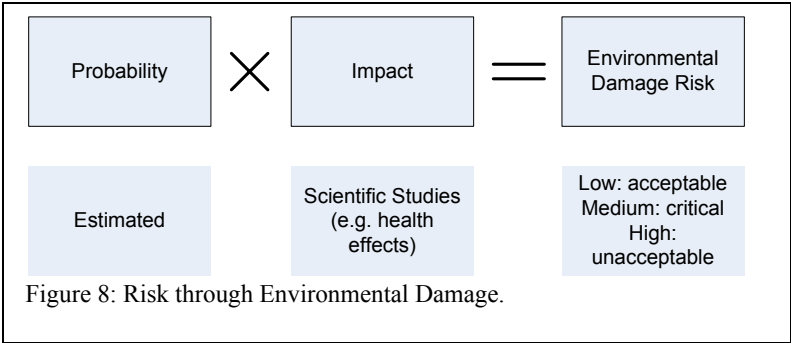 Probability
×
Impact
=
Environmental
Damage Risk
Estimated
Scientific Studies
(e.g. health
effects)
Low: acceptable
Medium: critical
High:
unacceptable
Figure 8: Risk through Environmental Damage.